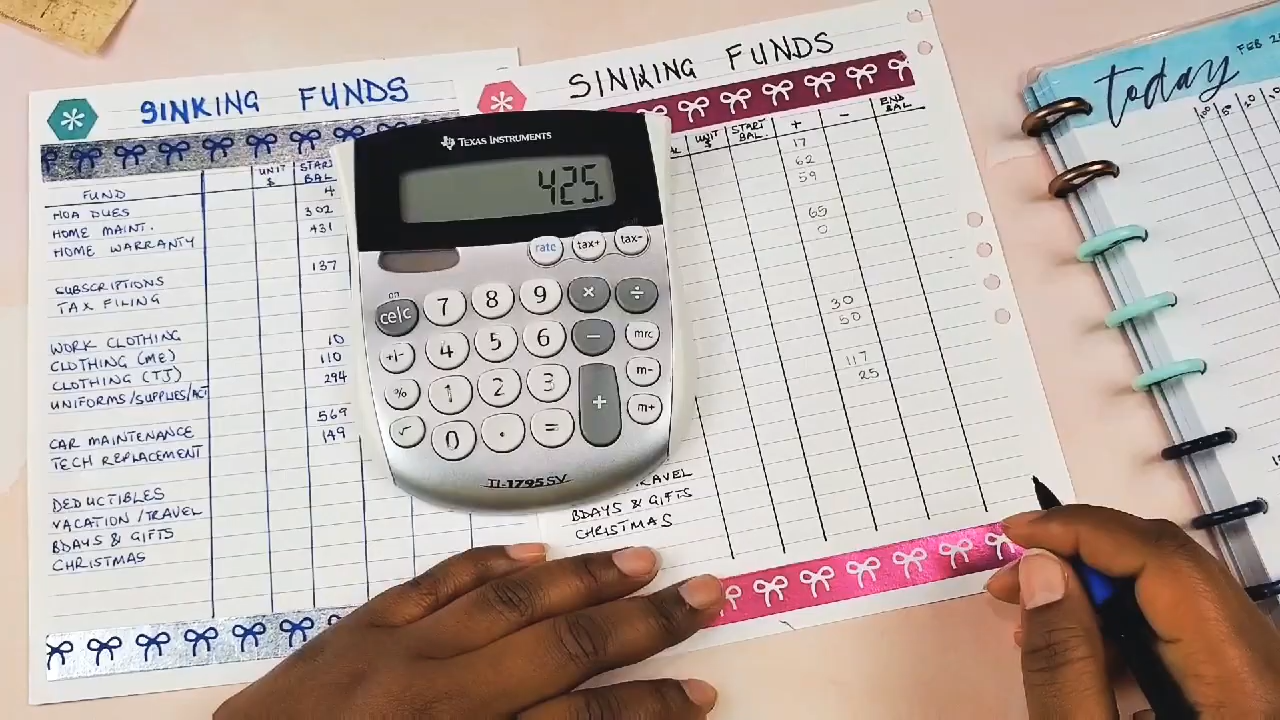 SINKING FUNDS
FUND
UNIT $
START BAL
HOA DUES
4
HOME MAINT.
302
HOME WARRANTY
431
SUBSCRIPTIONS
137
TAX FILING
WORK CLOTHING
10
CLOTHING (ME)
110
CLOTHING (TJ)
294
UNIFORMS/SUPPLIES/ACT
CAR MAINTENANCE
569
TECH REPLACEMENT
149
DEDUCTIBLES
VACATION/TRAVEL
BDAYS & GIFTS
CHRISTMAS
TEXAS INSTRUMENTS
425.
rate tax+ tax-
on
ce|c 7 8 9 × ÷
+/- 4 5 6 − mrc
% 1 2 3 + m-
√ 0 . = m+
TI-1795 SV
SINKING FUNDS
UNIT $
START BAL
+
-
END BAL
17
62
59
65
0
30
50
117
25
RAVEL
BDAYS & GIFTS
CHRISTMAS
today
FEB
100